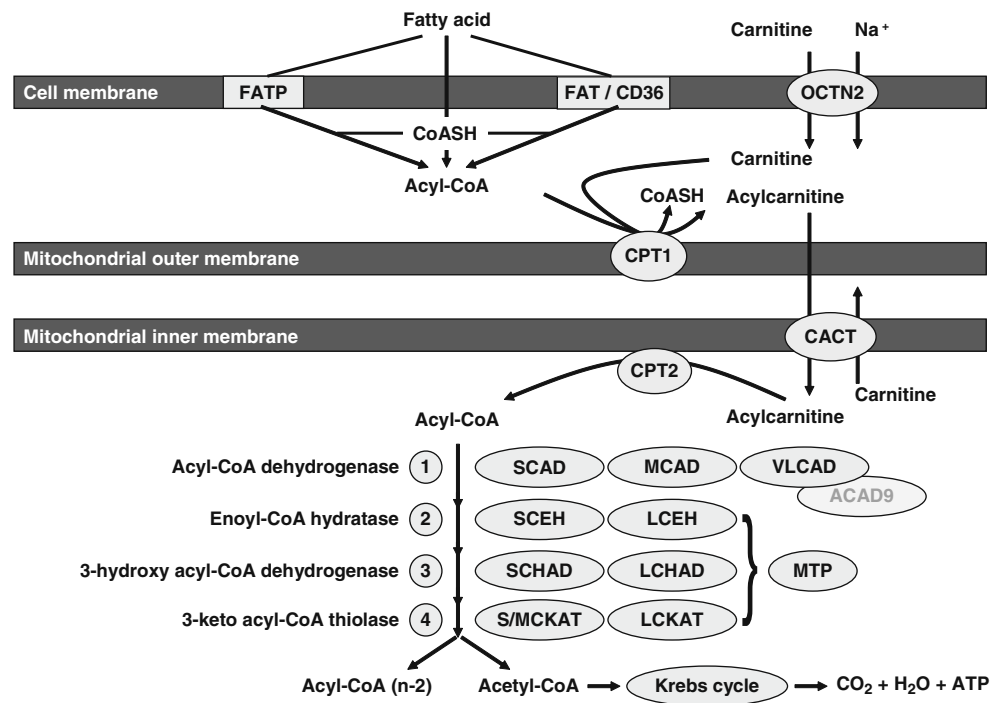 Fatty acid
Carnitine Na+
Cell membrane FATP FAT / CD36 OCTN2
CoASH
Carnitine
Acyl-CoA
CoASH Acylcarnitine
Mitochondrial outer membrane CPT1
Mitochondrial inner membrane CACT
CPT2
Carnitine
Acyl-CoA Acylcarnitine
Acyl-CoA dehydrogenase 1 SCAD MCAD VLCAD
ACAD9
Enoyl-CoA hydratase 2 SCEH LCEH
3-hydroxy acyl-CoA dehydrogenase 3 SCHAD LCHAD MTP
3-keto acyl-CoA thiolase 4 S/MCKAT LCKAT
Acyl-CoA (n-2) Acetyl-CoA Krebs cycle CO2 + H2O + ATP